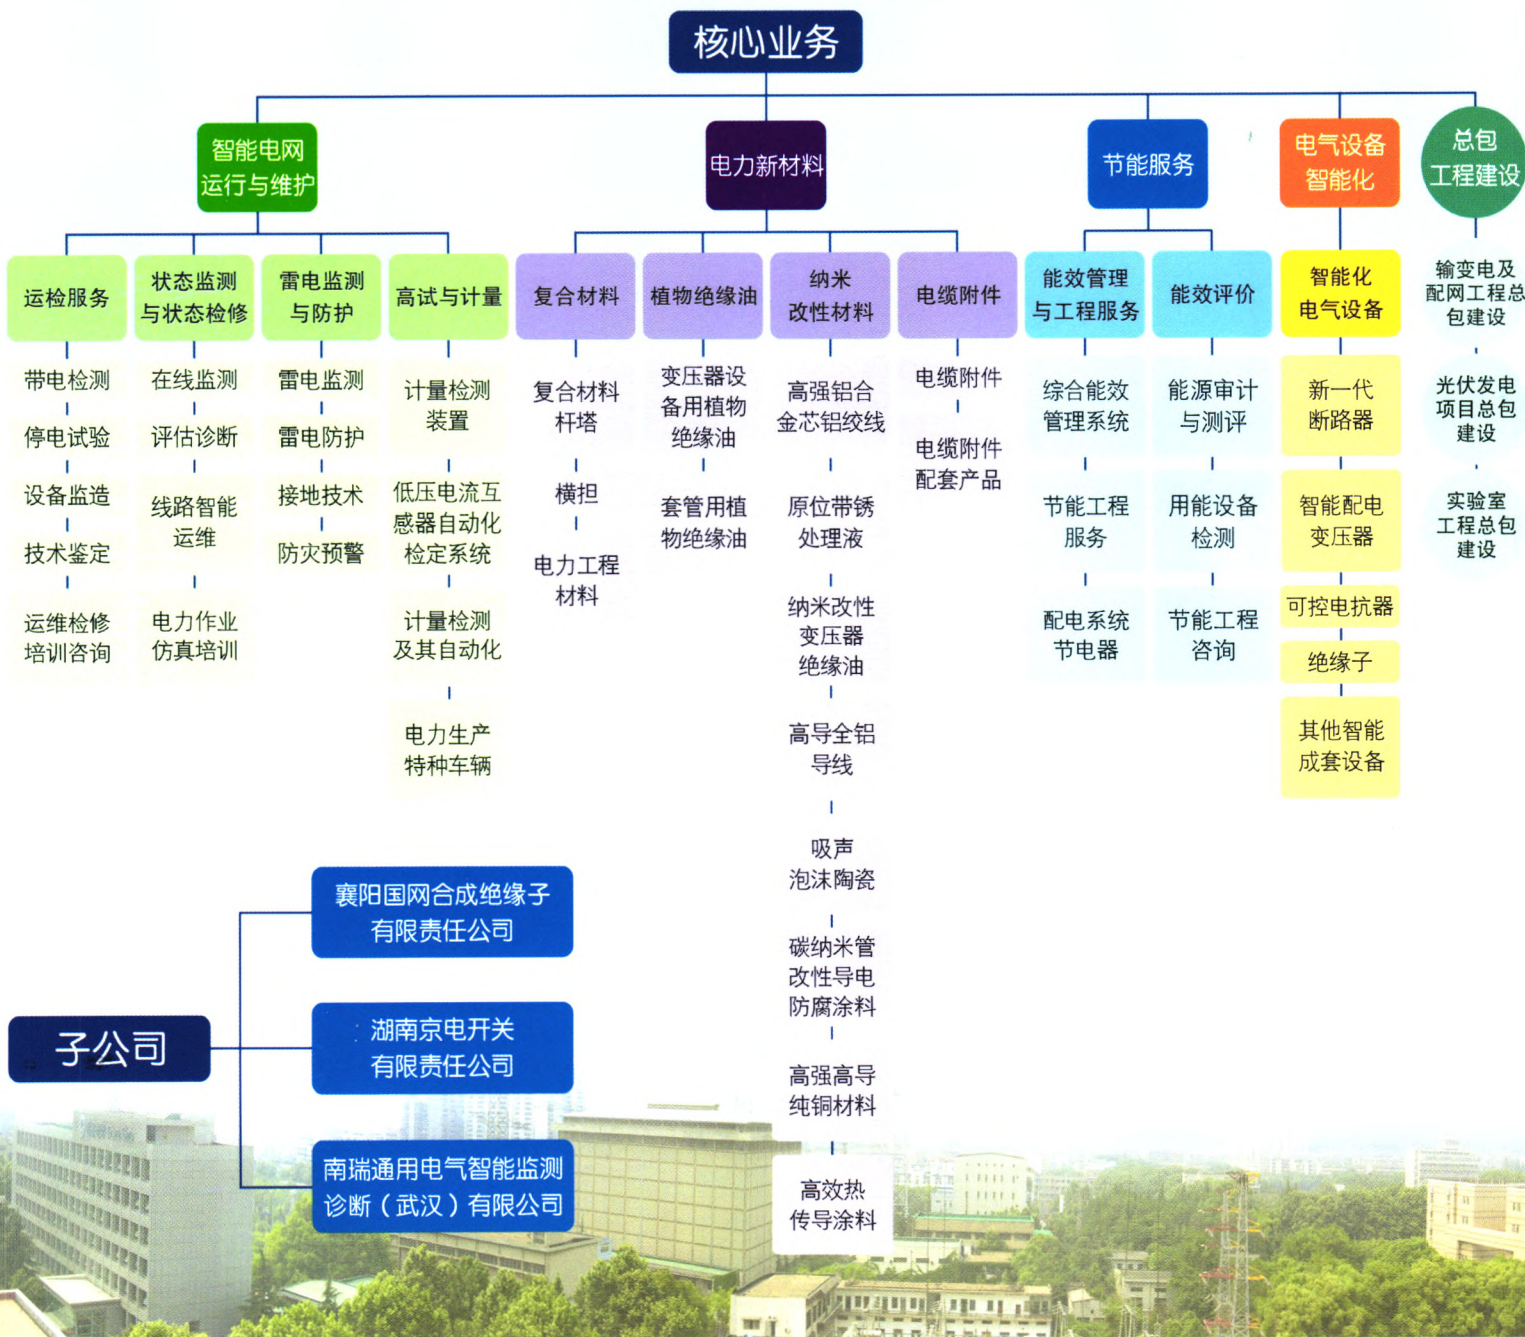 核心业务
智能电网
运行与维护
电力新材料
节能服务
电气设备
智能化
总包
工程建设
运检服务
带电检测
停电试验
设备监造
技术鉴定
运维检修
培训咨询
状态监测
与状态检修
在线监测
评估诊断
线路智能
运维
电力作业
仿真培训
雷电监测
与防护
雷电监测
雷电防护
接地技术
防灾预警
高试与计量
计量检测
装置
低压电流互
感器自动化
检定系统
计量检测
及其自动化
电力生产
特种车辆
复合材料
复合材料
杆塔
横担
电力工程
材料
植物绝缘油
变压器设
备用植物
绝缘油
套管用植
物绝缘油
纳米
改性材料
高强铝合
金芯铝绞线
原位带锈
处理液
纳米改性
变压器
绝缘油
高导全铝
导线
吸声
泡沫陶瓷
碳纳米管
改性导电
防腐涂料
高强高导
纯铜材料
高效热
传导涂料
电缆附件
电缆附件
电缆附件
配套产品
能效管理
与工程服务
综合能效
管理系统
节能工程
服务
配电系统
节电器
能效评价
能源审计
与测评
用能设备
检测
节能工程
咨询
智能化
电气设备
新一代
断路器
智能配电
变压器
可控电抗器
绝缘子
其他智能
成套设备
输变电及
配网工程总
包建设
光伏发电
项目总包
建设
实验室
工程总包
建设
子公司
襄阳国网合成绝缘子
有限责任公司
湖南京电开关
有限责任公司
南瑞通用电气智能监测
诊断（武汉）有限公司